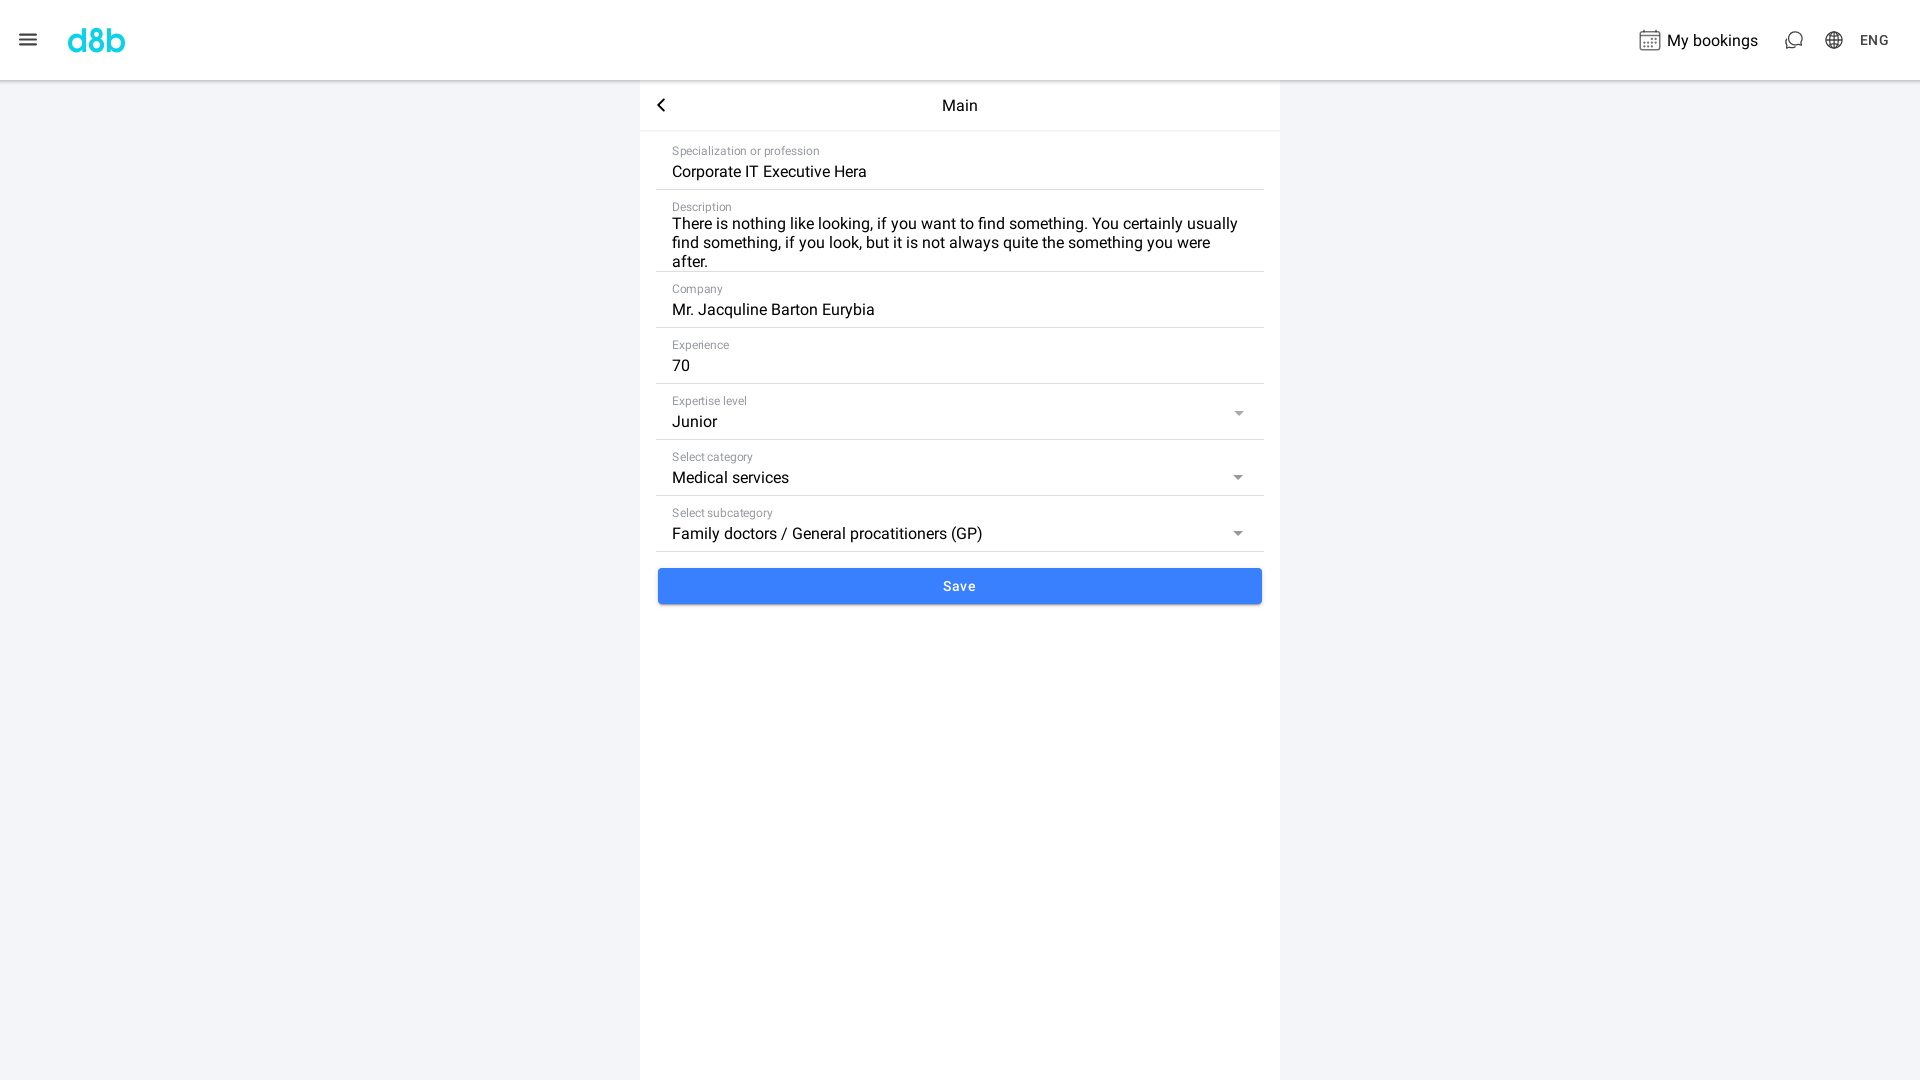 d8b
My bookings
ENG
Main
Specialization or profession
Corporate IT Executive Hera
Description
There is nothing like looking, if you want to find something. You certainly usually
find something, if you look, but it is not always quite the something you were
after.
Company
Mr. Jacquline Barton Eurybia
Experience
70
Expertise level
Junior
Select category
Medical services
Select subcategory
Family doctors / General procatitioners (GP)
Save